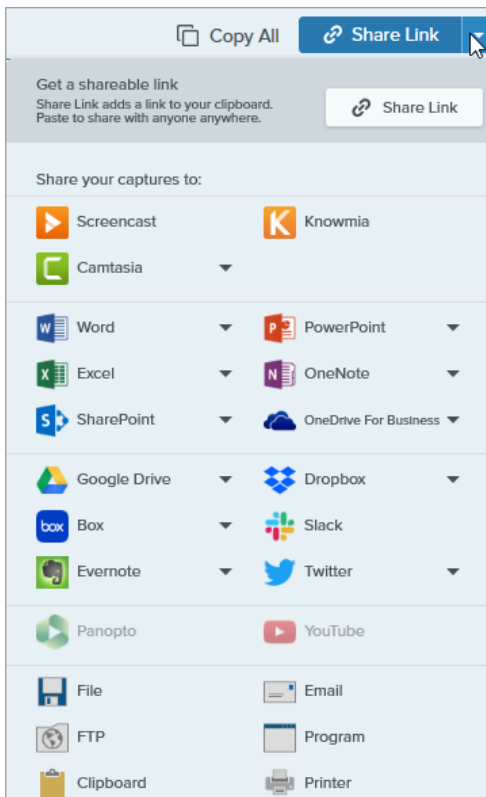 Copy All
Share Link
Get a shareable link
Share Link adds a link to your clipboard.
Paste to share with anyone anywhere.
Share Link
Share your captures to:
Screencast
Knowmia
Camtasia
Word
PowerPoint
Excel
OneNote
SharePoint
OneDrive For Business
Google Drive
Dropbox
box
Box
Slack
Evernote
Twitter
Panopto
YouTube
File
Email
FTP
Program
Clipboard
Printer